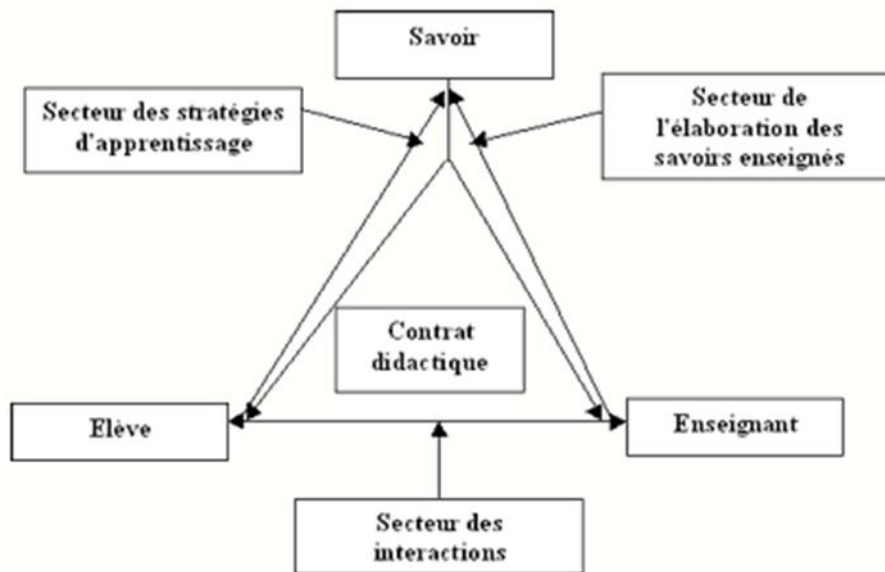 Savoir
Secteur des stratégies
d'apprentissage
Secteur de
l'élaboration des
savoirs enseignés
Contrat
didactique
Elève
Enseignant
Secteur des
interactions